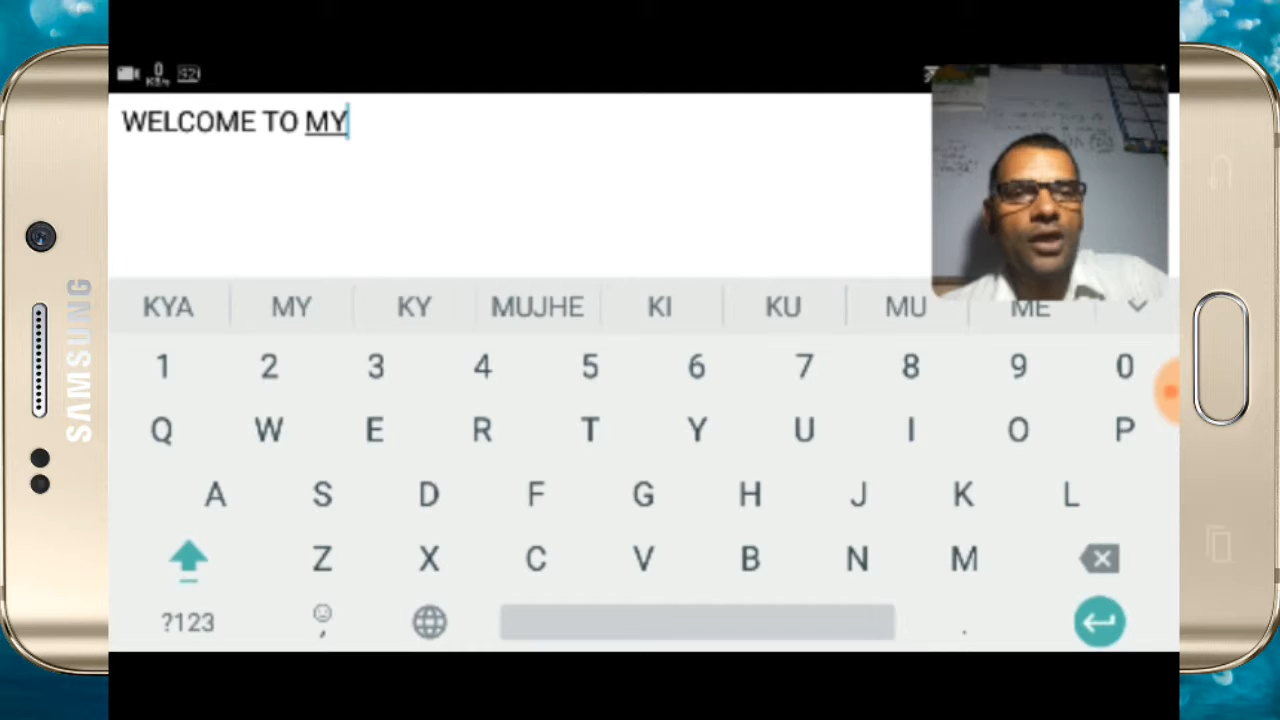 WELCOME TO MY
KYA MY KY MUJHE KI KU MU ME
1 2 3 4 5 6 7 8 9 0
Q W E R T Y U I O P
A S D F G H J K L
Z X C V B N M
?123 , .
SAMSUNG